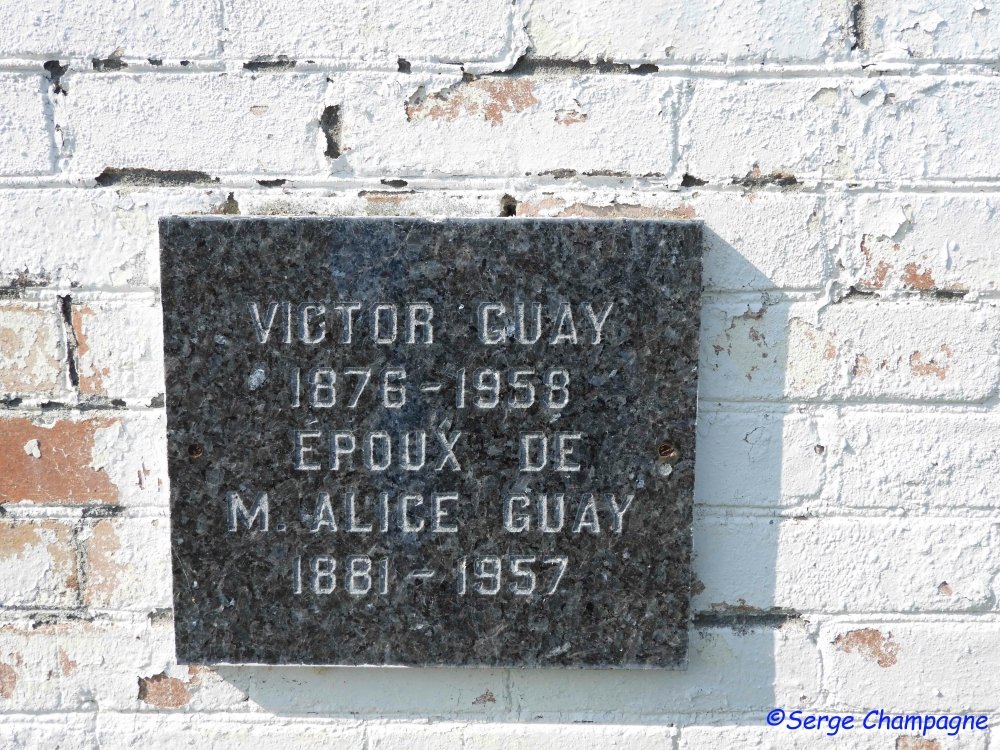 VICTOR GUAY
1876 - 1958
ÉPOUX DE
M. ALICE GUAY
1881 - 1957
©Serge Champagne